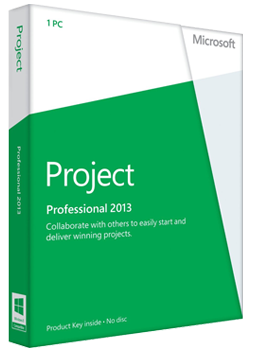 1 PC
Microsoft
Project
Professional 2013
Collaborate with others to easily start and
deliver winning projects.
Product Key inside • No disc
Project
Professional 2013